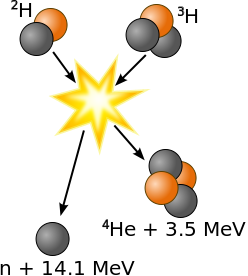 ²H
³H
⁴He + 3.5 MeV
n + 14.1 MeV